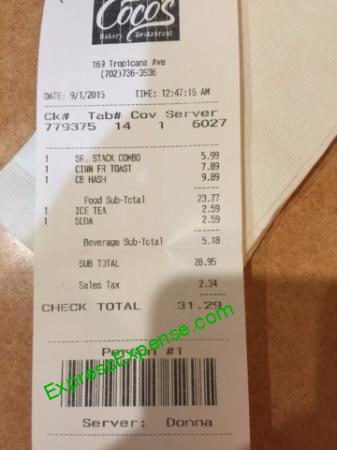 Coco's
Bakery Restaurant
169 Tropicana Ave
(702)736-3936
DATE: 9/1/2015 TIME: 12:47:15 AM
Ck# Tab# Cov Server
779375 14 1 6027
1 SR. STACK COMBO 5.99
1 CINN FR TOAST 7.89
1 CB HASH 9.89
Food Sub-Total 23.77
1 ICE TEA 2.59
1 SODA 2.59
Beverage Sub-Total 5.18
SUB TOTAL 28.95
Sales Tax 2.34
CHECK TOTAL 31.29
Person #1
ExpressExpense.com
Server: Donna